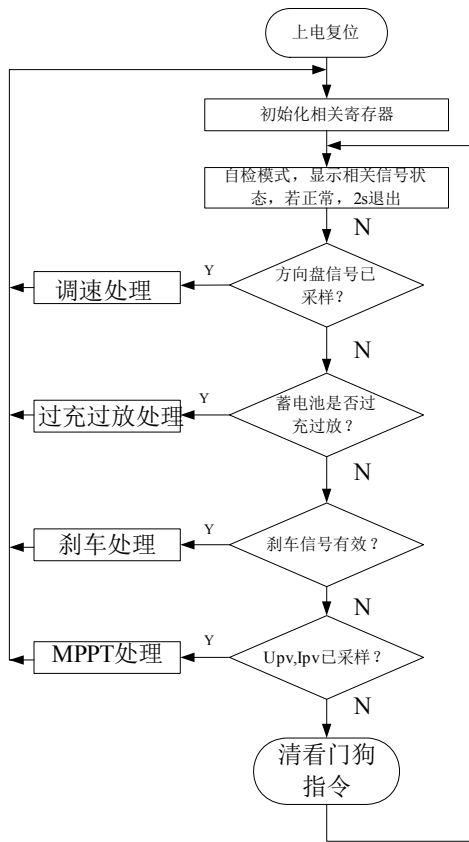 上电复位
初始化相关寄存器
自检模式，显示相关信号状
态，若正常，2s退出
N
方向盘信号已
采样？
Y
调速处理
N
蓄电池是否过
充过放？
Y
过充过放处理
N
刹车信号有效？
Y
刹车处理
N
Upv,Ipv已采样？
Y
MPPT处理
N
清看门狗
指令